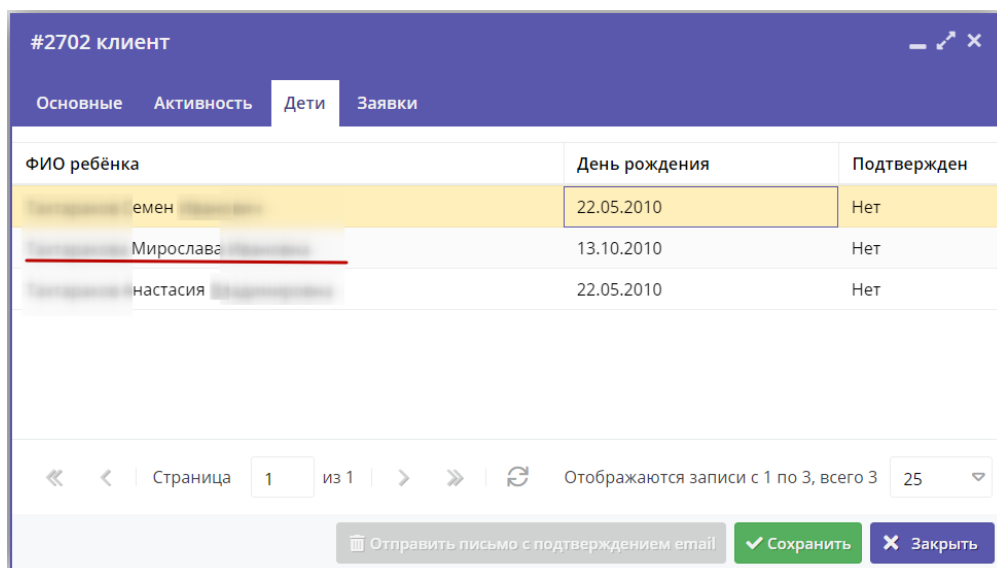 #2702 клиент
Основные Активность Дети Заявки
ФИО ребёнка День рождения Подтвержден
емен 22.05.2010 Нет
Мирослава 13.10.2010 Нет
настасия 22.05.2010 Нет
Страница 1 из 1 Отображаются записи с 1 по 3, всего 3 25
Отправить письмо с подтверждением email Сохранить Закрыть